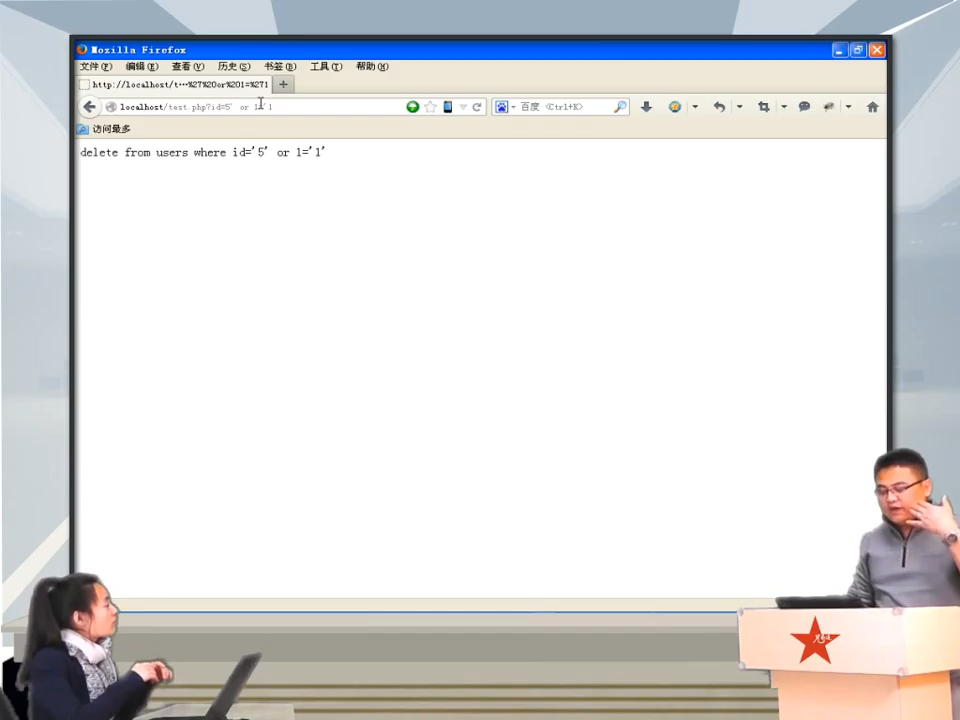 Mozilla Firefox
文件(F) 编辑(E) 查看(V) 历史(S) 书签(B) 工具(T) 帮助(H)
http://localhost/t…%27%20or%201=%271
localhost/test.php?id=5' or 1='1
百度 <Ctrl+K>
访问最多
delete from users where id='5' or 1='1'